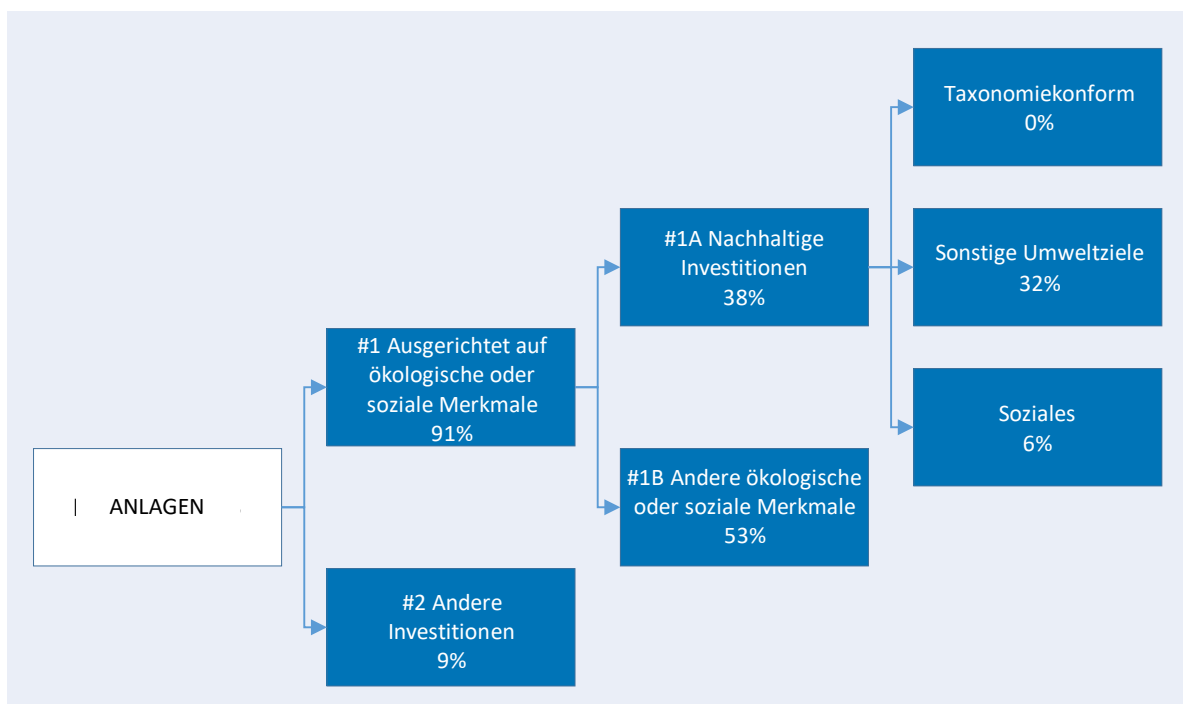 Taxonomiekonform
0%
#1A Nachhaltige
Investitionen
38%
Sonstige Umweltziele
32%
#1 Ausgerichtet auf
ökologische oder
soziale Merkmale
91%
Soziales
6%
ANLAGEN
#1B Andere ökologische
oder soziale Merkmale
53%
#2 Andere
Investitionen
9%